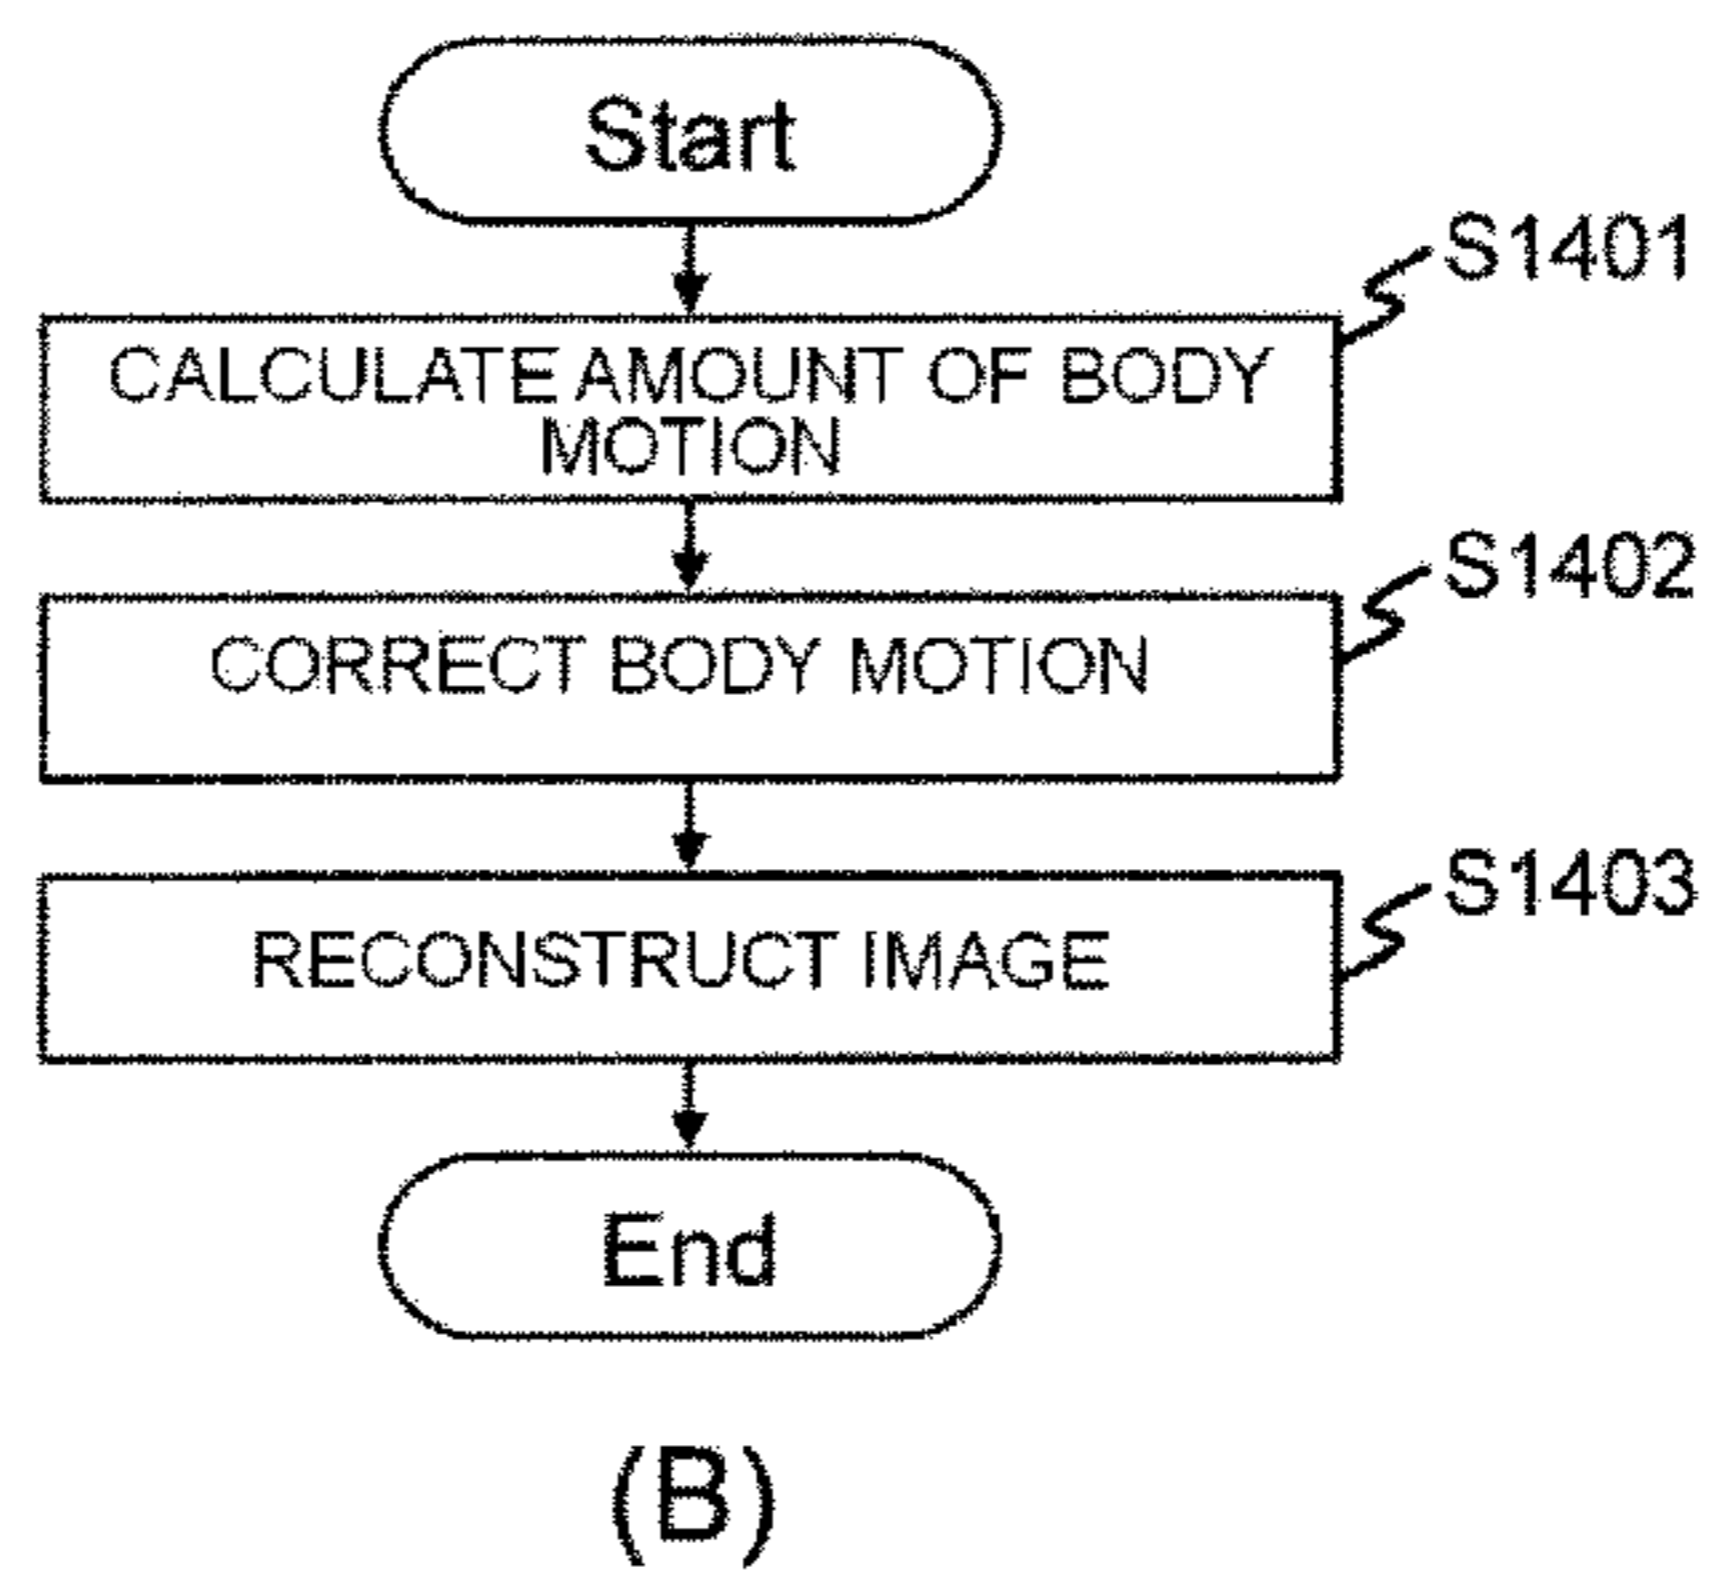 Start
S1401
CALCULATE AMOUNT OF BODY
MOTION
S1402
CORRECT BODY MOTION
S1403
RECONSTRUCT IMAGE
End
(B)